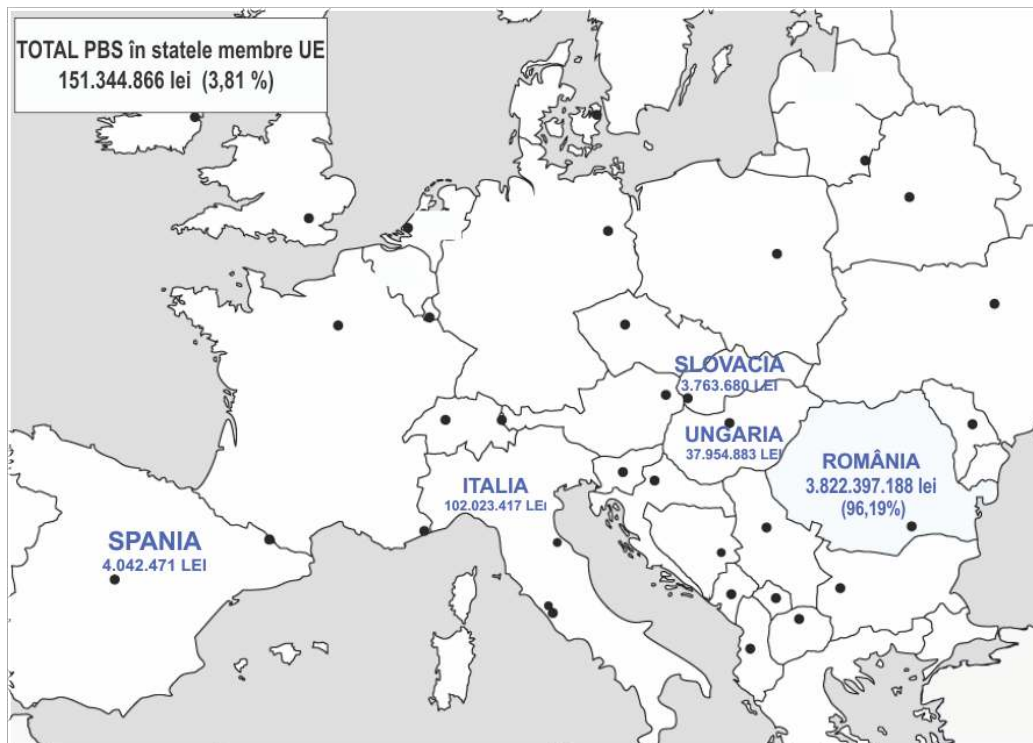 TOTAL PBS în statele membre UE
151.344.866 lei (3,81 %)
SLOVACIA
3.763.680 LEI
UNGARIA
37.954.883 LEI
ROMÂNIA
3.822.397.188 lei
(96,19%)
ITALIA
102.023.417 LEI
SPANIA
4.042.471 LEI